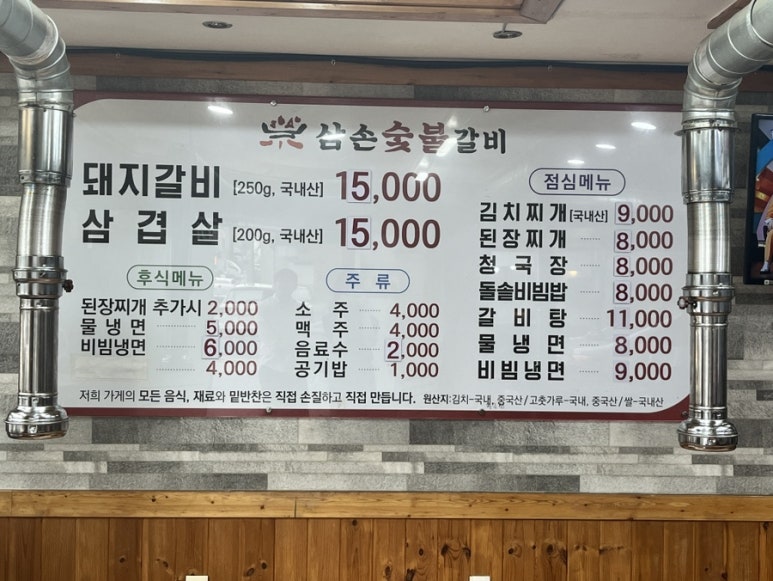 삼손숯불갈비
돼지갈비 [250g, 국내산] 15,000
삼겹살 [200g, 국내산] 15,000
후식메뉴
된장찌개 추가시 2,000
물냉면 5,000
비빔냉면 6,000
4,000
주류
소주 4,000
맥주 4,000
음료수 2,000
공기밥 1,000
점심메뉴
김치찌개 [국내산] 9,000
된장찌개 8,000
청국장 8,000
돌솥비빔밥 8,000
갈비탕 11,000
물냉면 8,000
비빔냉면 9,000
저희 가게의 모든 음식, 재료와 밑반찬은 직접 손질하고 직접 만듭니다. 원산지:김치-국내, 중국산/고춧가루-국내, 중국산/쌀-국내산